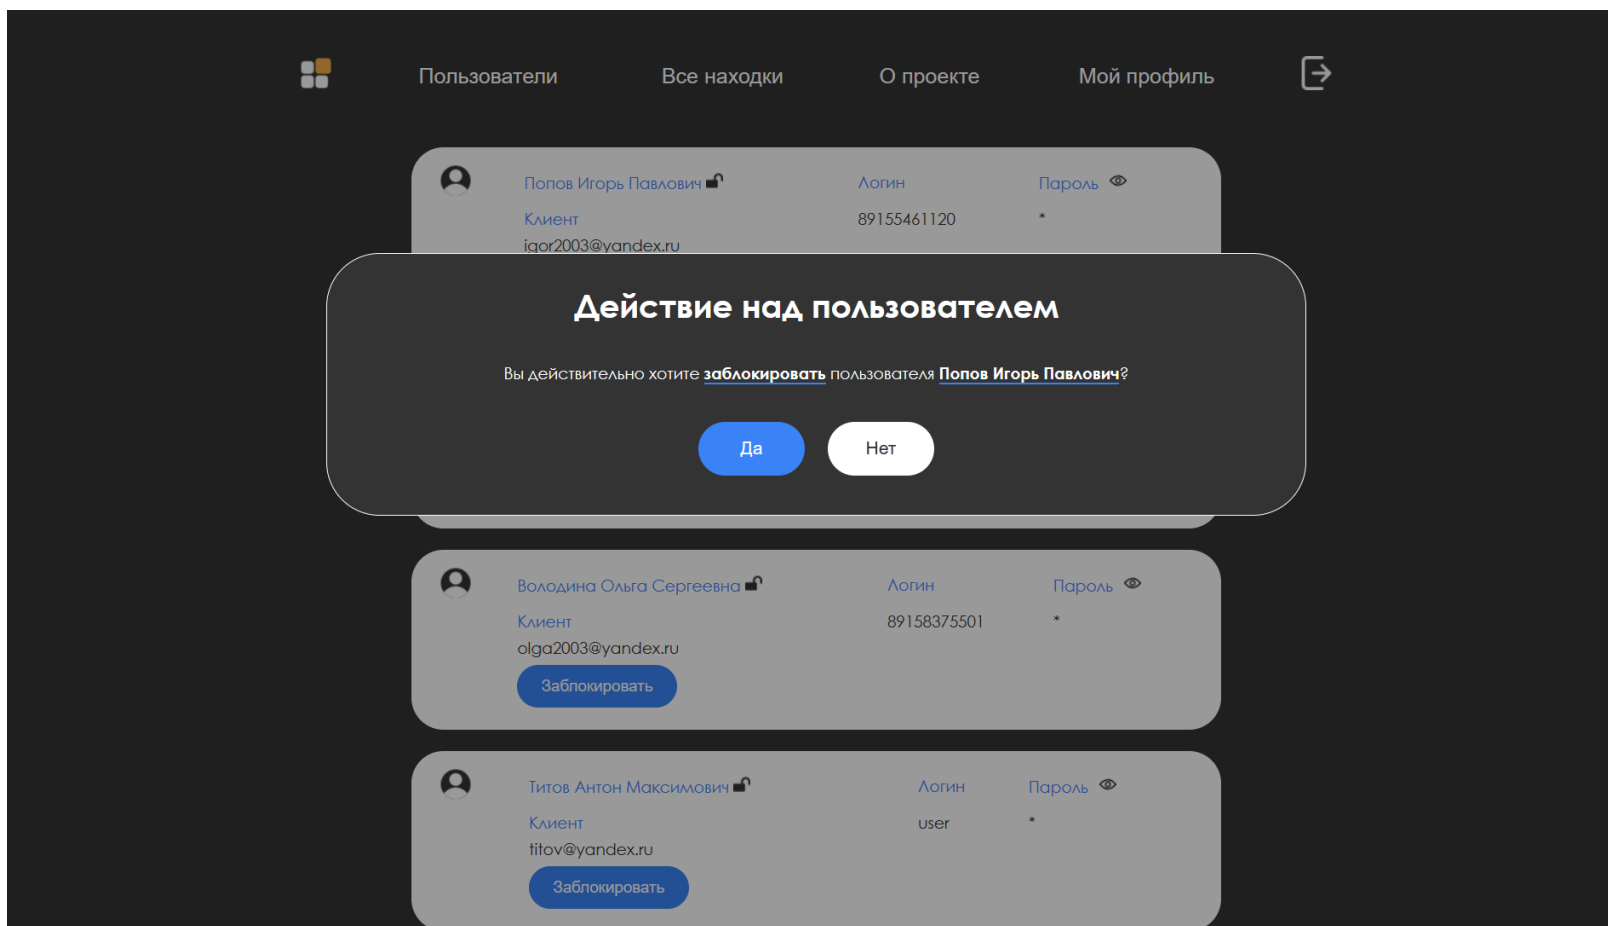 Пользователи Все находки О проекте Мой профиль
Попов Игорь Павлович Логин Пароль
Клиент 89155461120 *
igor2003@yandex.ru
Действие над пользователем
Вы действительно хотите заблокировать пользователя Попов Игорь Павлович?
Да Нет
Володина Ольга Сергеевна Логин Пароль
Клиент 89158375501 *
olga2003@yandex.ru
Заблокировать
Титов Антон Максимович Логин Пароль
Клиент user *
titov@yandex.ru
Заблокировать